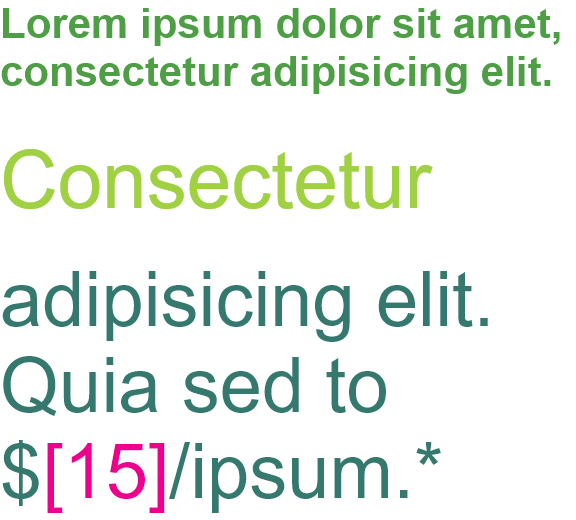 Lorem ipsum dolor sit amet,
consectetur adipisicing elit.
Consectetur
adipisicing elit.
Quia sed to
$[15]/ipsum.*